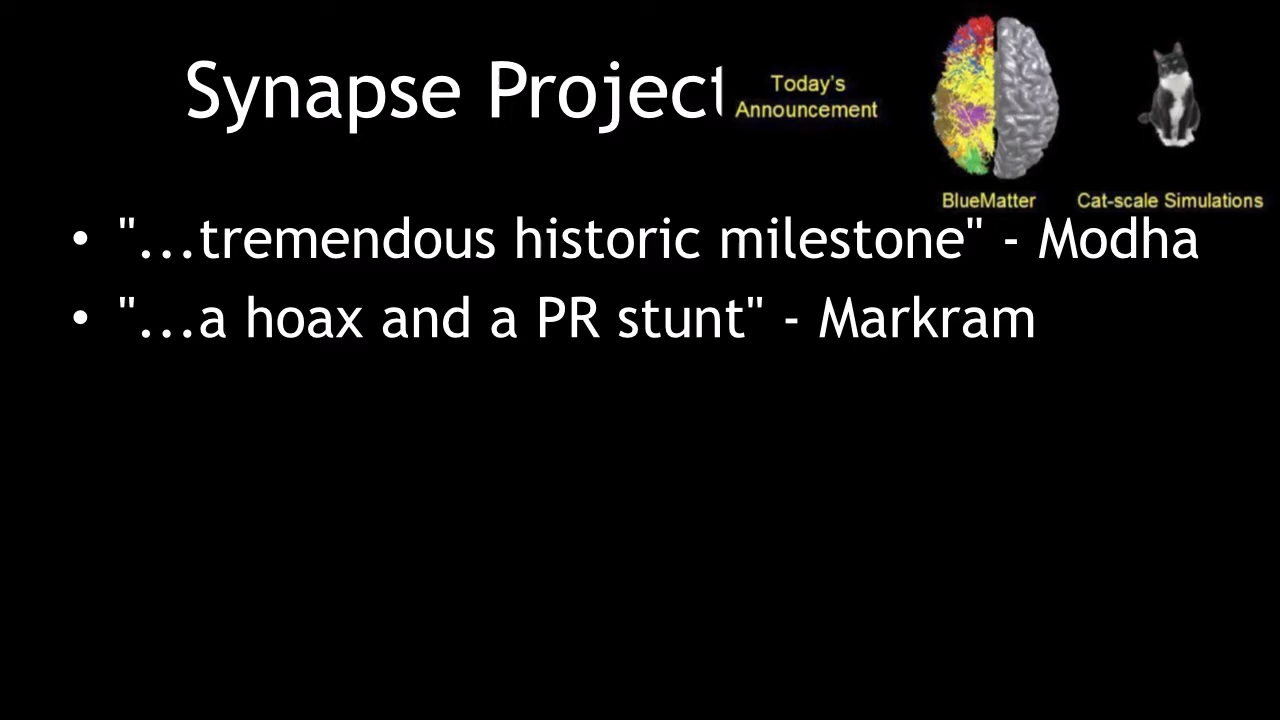 Synapse Project
Today's
Announcement
BlueMatter
Cat-scale Simulations
• "...tremendous historic milestone" - Modha
• "...a hoax and a PR stunt" - Markram